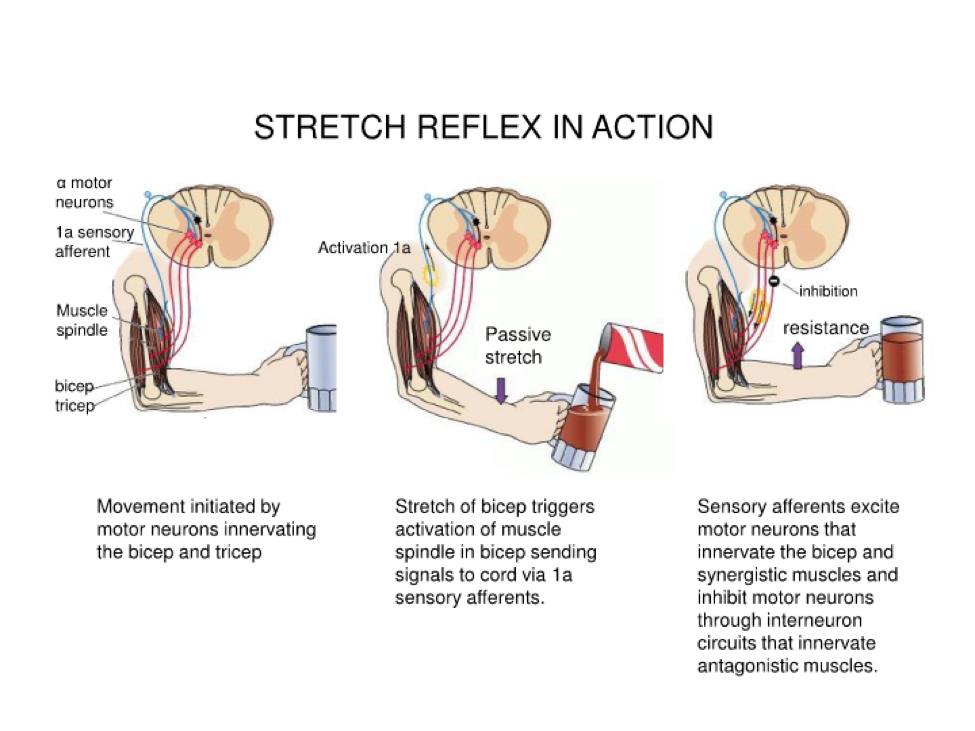 STRETCH REFLEX IN ACTION
α motor
neurons
1a sensory
afferent
Muscle
spindle
bicep
tricep
Activation 1a
Passive
stretch
inhibition
resistance
Movement initiated by
motor neurons innervating
the bicep and tricep
Stretch of bicep triggers
activation of muscle
spindle in bicep sending
signals to cord via 1a
sensory afferents.
Sensory afferents excite
motor neurons that
innervate the bicep and
synergistic muscles and
inhibit motor neurons
through interneuron
circuits that innervate
antagonistic muscles.